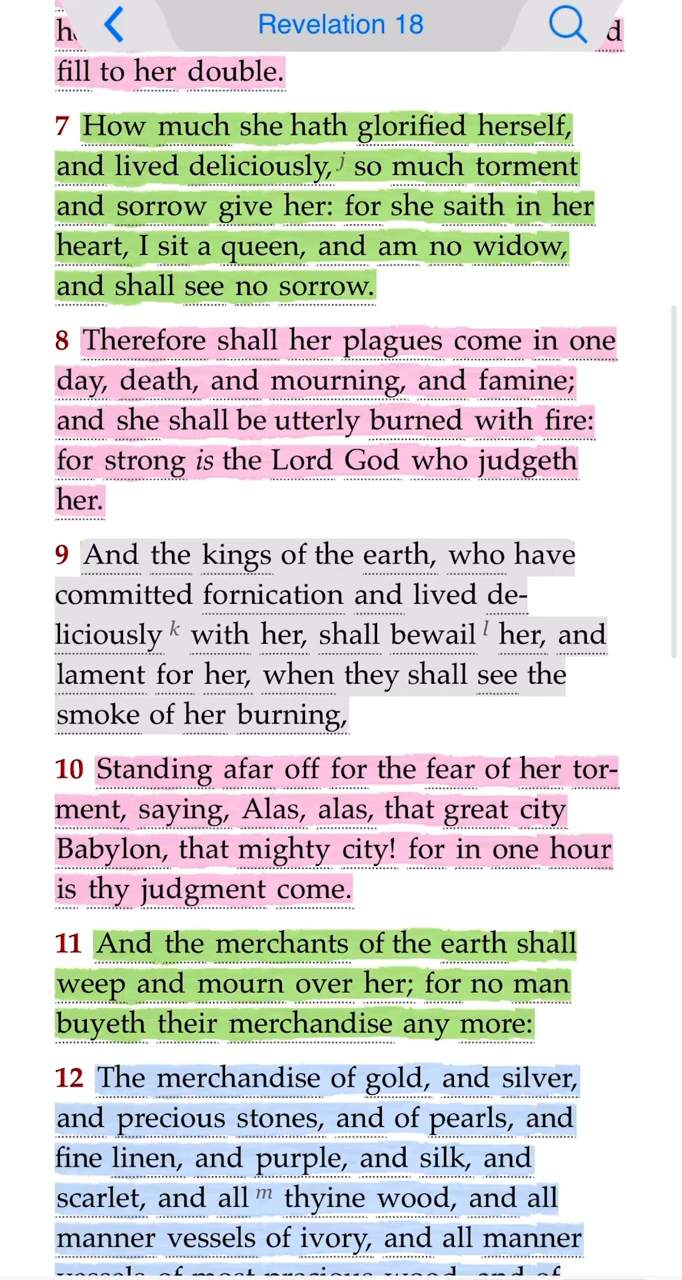 Revelation 18
d
fill to her double.
7 How much she hath glorified herself,
and lived deliciously, j so much torment
and sorrow give her: for she saith in her
heart, I sit a queen, and am no widow,
and shall see no sorrow.
8 Therefore shall her plagues come in one
day, death, and mourning, and famine;
and she shall be utterly burned with fire:
for strong is the Lord God who judgeth
her.
9 And the kings of the earth, who have
committed fornication and lived de-
liciously k with her, shall bewail l her, and
lament for her, when they shall see the
smoke of her burning,
10 Standing afar off for the fear of her tor-
ment, saying, Alas, alas, that great city
Babylon, that mighty city! for in one hour
is thy judgment come.
11 And the merchants of the earth shall
weep and mourn over her; for no man
buyeth their merchandise any more:
12 The merchandise of gold, and silver,
and precious stones, and of pearls, and
fine linen, and purple, and silk, and
scarlet, and all m thyine wood, and all
manner vessels of ivory, and all manner
vessels of most precious wood, and of